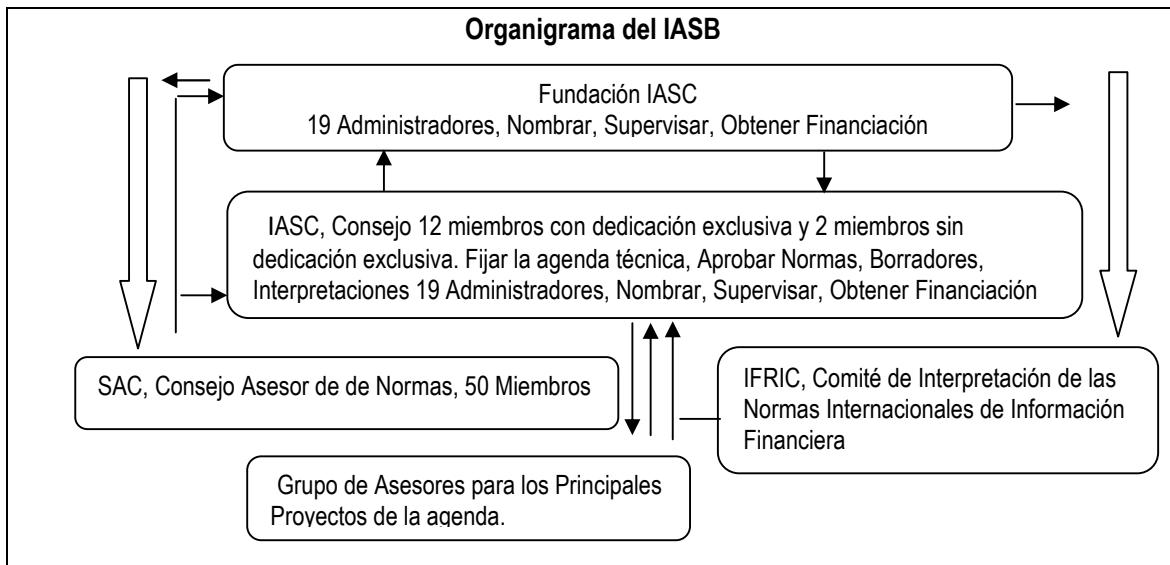 Organigrama del IASB
Fundación IASC
19 Administradores, Nombrar, Supervisar, Obtener Financiación
IASC, Consejo 12 miembros con dedicación exclusiva y 2 miembros sin
dedicación exclusiva. Fijar la agenda técnica, Aprobar Normas, Borradores,
Interpretaciones 19 Administradores, Nombrar, Supervisar, Obtener Financiación
SAC, Consejo Asesor de de Normas, 50 Miembros
IFRIC, Comité de Interpretación de las
Normas Internacionales de Información
Financiera
Grupo de Asesores para los Principales
Proyectos de la agenda.